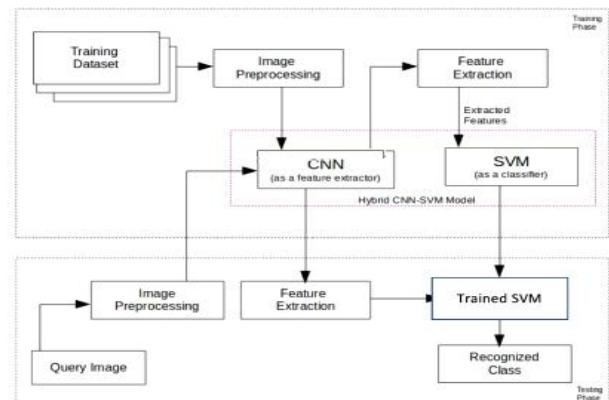 Training
Phase
Training
Dataset
Image
Preprocessing
Feature
Extraction
Extracted
Features
CNN
(as a feature extractor)
SVM
(as a classifier)
Hybrid CNN-SVM Model
Image
Preprocessing
Feature
Extraction
Trained SVM
Query Image
Recognized
Class
Testing
Phase